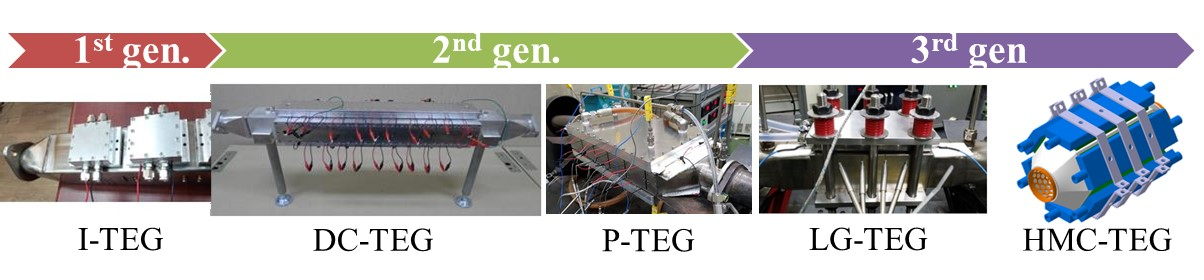 1st gen.
2nd gen.
3rd gen
I-TEG
DC-TEG
P-TEG
LG-TEG
HMC-TEG